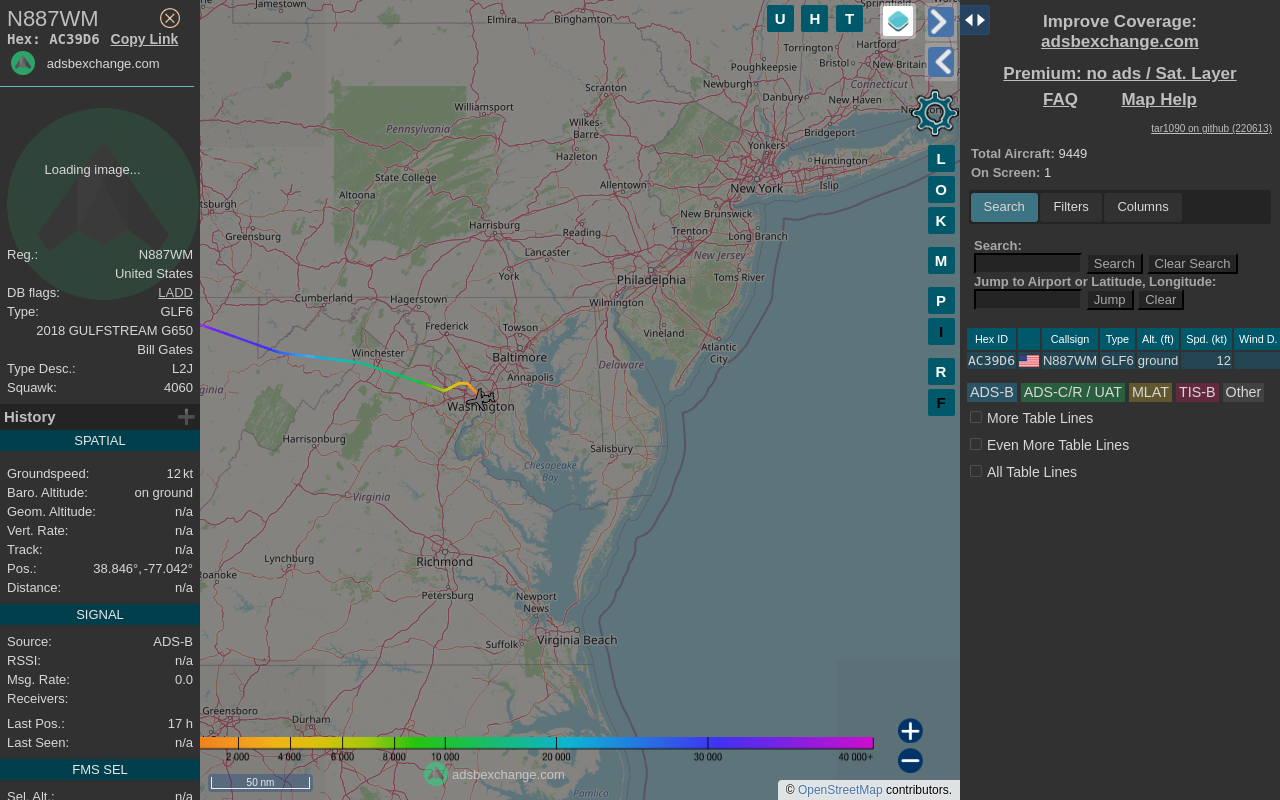 N887WM
Hex: AC39D6 Copy Link
adsbexchange.com
Loading image...
Reg.: N887WM
United States
DB flags: LADD
Type: GLF6
2018 GULFSTREAM G650
Bill Gates
Type Desc.: L2J
Squawk: 4060
History
SPATIAL
Groundspeed: 12 kt
Baro. Altitude: on ground
Geom. Altitude: n/a
Vert. Rate: n/a
Track: n/a
Pos.: 38.846°, -77.042°
Distance: n/a
SIGNAL
Source: ADS-B
RSSI: n/a
Msg. Rate: 0.0
Receivers:
Last Pos.: 17 h
Last Seen: n/a
FMS SEL
Sel. Alt.: n/a
U H T
L
O
K
M
P
I
R
F
Jamestown
Elmira
Binghamton
Springfield
Torrington
Hartford
Poughkeepsie
Bristol
New Britain
Newburgh
Connecticut
Scranton
Danbury
New Haven
Williamsport
Pennsylvania
Wilkes-
Barre
Bridgeport
Yonkers
Hazleton
Huntington
State College
Allentown
New York
Islip
Altoona
tsburgh
New Brunswick
Greensburg
Harrisburg
Reading
Trenton
Long Branch
Lancaster
New Jersey
York
Philadelphia
Toms River
Cumberland
Hagerstown
Wilmington
Frederick
Towson
Vineland
Winchester
Baltimore
Atlantic
City
Delaware
Annapolis
ginia
Washington
Harrisonburg
Salisbury
Chesapeake
Bay
Virginia
Lynchburg
Richmond
Roanoke
Petersburg
Newport
News
Suffolk
Virginia Beach
Greensboro
Durham
Pamlico
2 000 4 000 6 000 8 000 10 000 20 000 30 000 40 000+
adsbexchange.com
50 nm
© OpenStreetMap contributors.
Improve Coverage:
adsbexchange.com
Premium: no ads / Sat. Layer
FAQ Map Help
tar1090 on github (220613)
Total Aircraft: 9449
On Screen: 1
Search Filters Columns
Search:
Search Clear Search
Jump to Airport or Latitude, Longitude:
Jump Clear
Hex ID Callsign Type Alt. (ft) Spd. (kt) Wind D.
AC39D6 N887WM GLF6 ground 12
ADS-B ADS-C/R / UAT MLAT TIS-B Other
More Table Lines
Even More Table Lines
All Table Lines